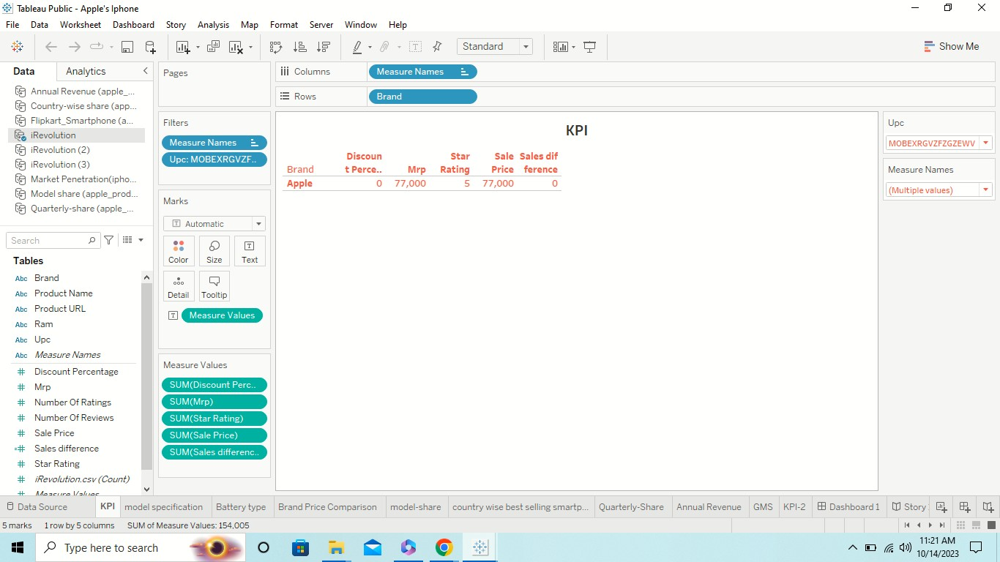 Tableau Public - Apple's Iphone
File Data Worksheet Dashboard Story Analysis Map Format Server Window Help
Standard
Show Me
Data Analytics
Annual Revenue (apple_...
Country-wise share (app...
Flipkart_Smartphone (a...
iRevolution
iRevolution (2)
iRevolution (3)
Market Penetration(ipho...
Model share (apple_prod...
Quarterly-share (apple_...
Search
Tables
Abc Brand
Abc Product Name
Abc Product URL
Abc Ram
Abc Upc
Abc Measure Names
# Discount Percentage
# Mrp
# Number Of Ratings
# Number Of Reviews
# Sale Price
=# Sales difference
# Star Rating
# iRevolution.csv (Count)
# Measure Values
Pages
Filters
Measure Names
Upc: MOBEXRGVZF..
Marks
Automatic
Color Size Text
Detail Tooltip
Measure Values
Measure Values
SUM(Discount Perc..
SUM(Mrp)
SUM(Star Rating)
SUM(Sale Price)
SUM(Sales differenc..
Columns Measure Names
Rows Brand
KPI
Discoun Star Sale Sales dif
Brand t Perce.. Mrp Rating Price ference
Apple 0 77,000 5 77,000 0
Upc
MOBEXRGVZFZGZEWV
Measure Names
(Multiple values)
Data Source KPI model specification Battery type Brand Price Comparison model-share country wise best selling smartp... Quarterly-Share Annual Revenue GMS KPI-2 Dashboard 1 Story
5 marks 1 row by 5 columns SUM of Measure Values: 154,005
Type here to search
11:21 AM
10/14/2023